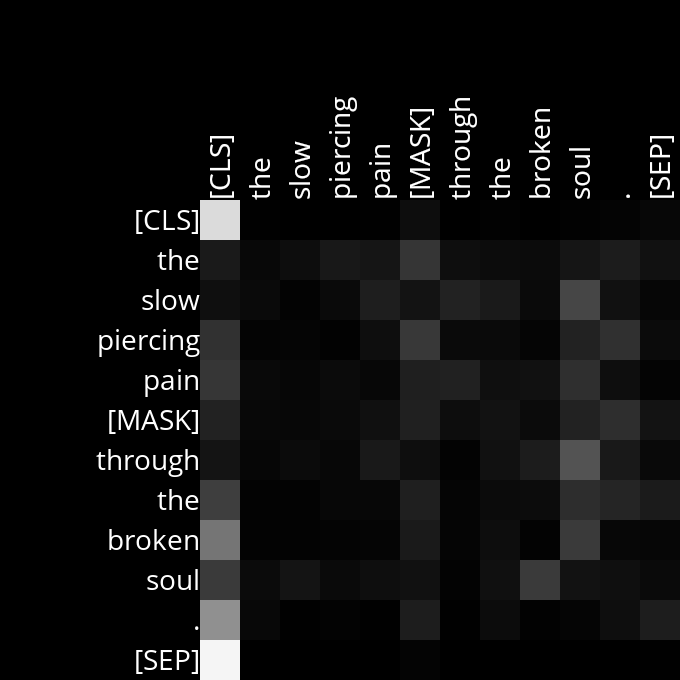 [CLS]
the
slow
piercing
pain
[MASK]
through
the
broken
soul
.
[SEP]
[CLS]
the
slow
piercing
pain
[MASK]
through
the
broken
soul
.
[SEP]